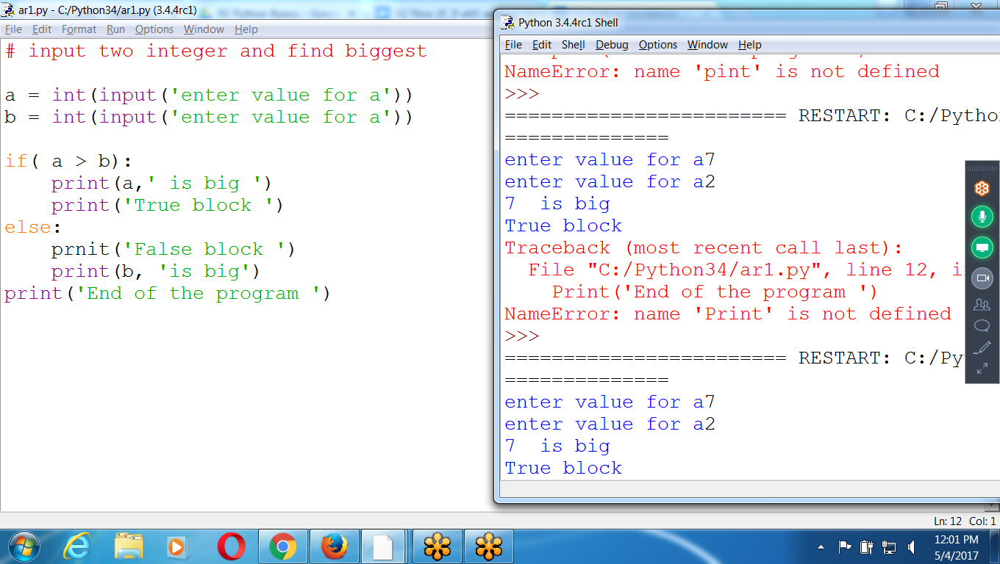 ar1.py - C:/Python34/ar1.py (3.4.4rc1)
File Edit Format Run Options Window Help
# input two integer and find biggest
a = int(input('enter value for a'))
b = int(input('enter value for a'))
if( a > b):
    print(a,' is big ')
    print('True block ')
else:
    prnit('False block ')
    print(b, 'is big')
print('End of the program ')
Python 3.4.4rc1 Shell
File Edit Shell Debug Options Window Help
NameError: name 'pint' is not defined
>>>
======================== RESTART: C:/Pytho
==============
enter value for a7
enter value for a2
7  is big
True block
Traceback (most recent call last):
  File "C:/Python34/ar1.py", line 12, i
    Print('End of the program ')
NameError: name 'Print' is not defined
>>>
======================== RESTART: C:/Py
==============
enter value for a7
enter value for a2
7  is big
True block
Ln: 12 Col: 1
12:01 PM
5/4/2017